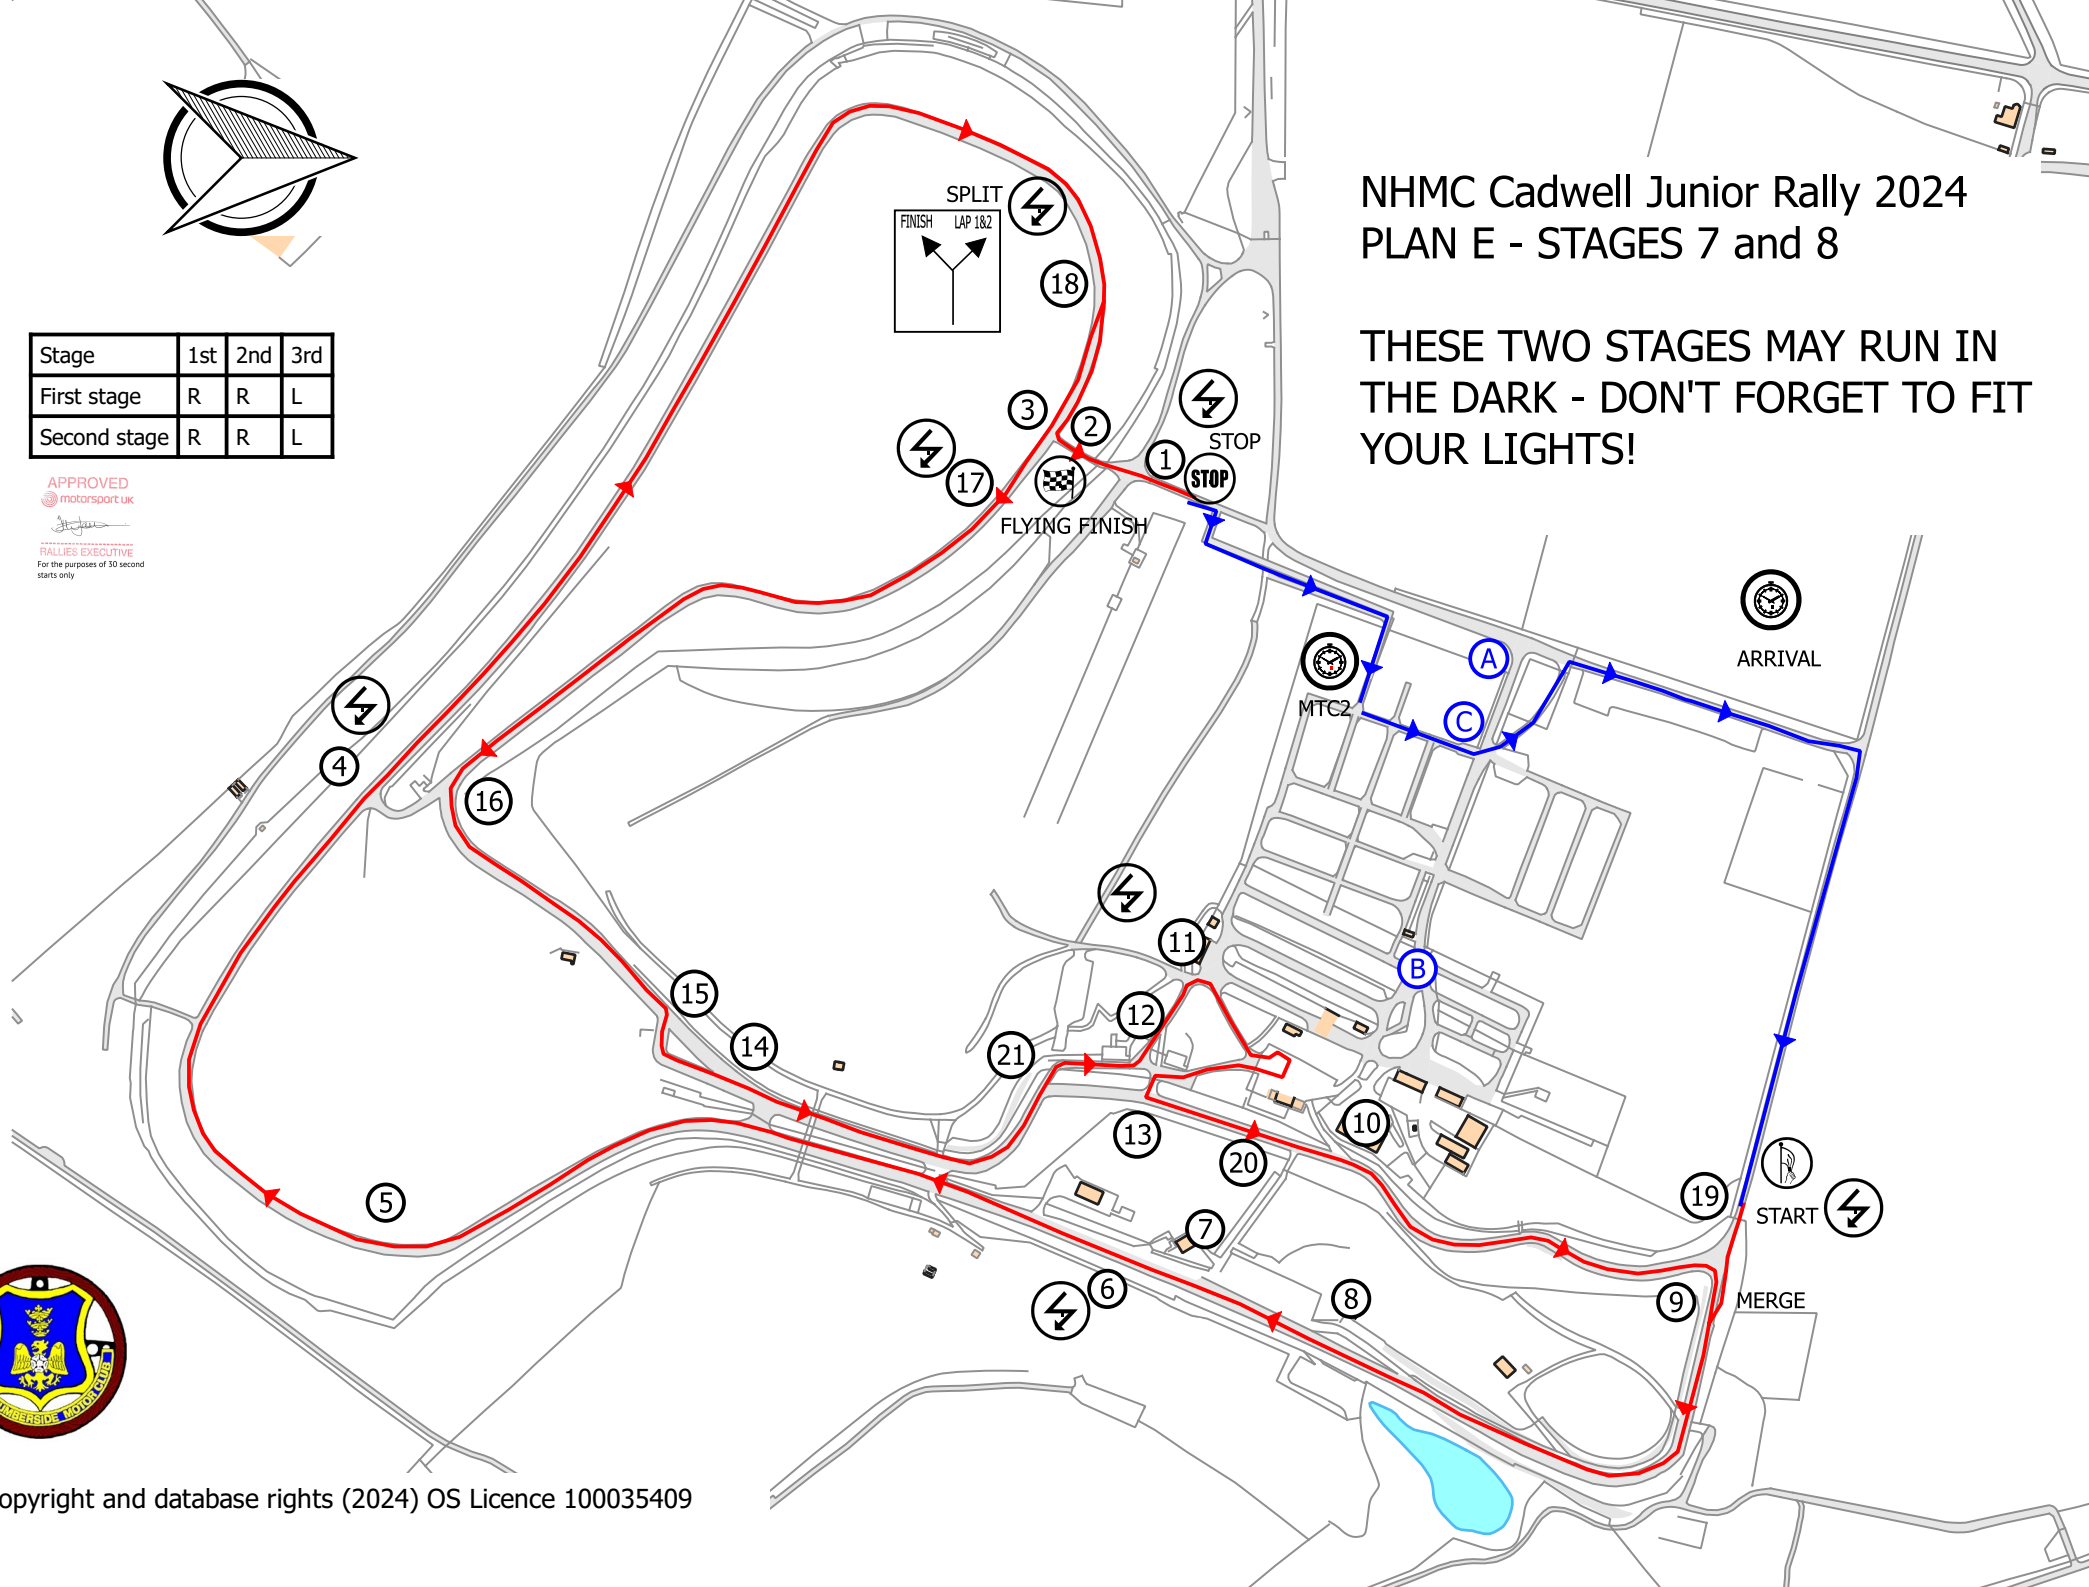 NHMC Cadwell Junior Rally 2024
PLAN E - STAGES 7 and 8
THESE TWO STAGES MAY RUN IN
THE DARK - DON'T FORGET TO FIT
YOUR LIGHTS!
SPLIT
FINISH LAP 1&2
18
Stage 1st 2nd 3rd
First stage R R L
Second stage R R L
APPROVED
motorsport uk
RALLIES EXECUTIVE
For the purposes of 30 second
starts only
3
2
1
STOP
STOP
17
FLYING FINISH
ARRIVAL
A
MTC2
C
4
16
11
B
15
12
14
21
10
13
20
5
7
19
START
6
8
9
MERGE
UMBERSIDE MOTOR CLUB
opyright and database rights (2024) OS Licence 100035409